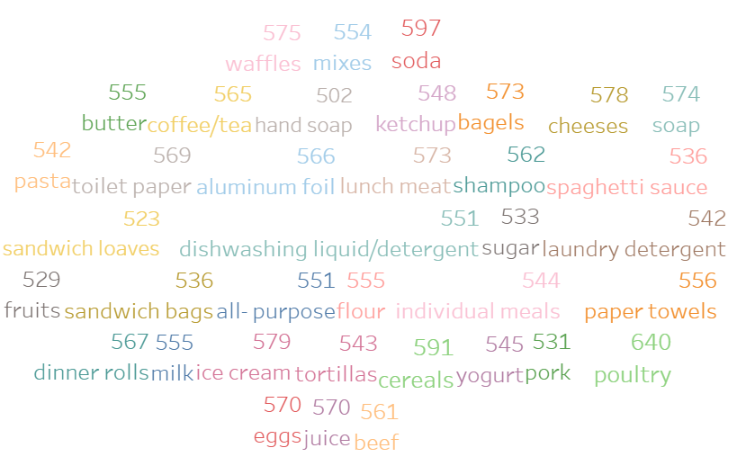 575 554 597
waffles mixes soda
555 565 502 548 573 578 574
butter coffee/tea hand soap ketchup bagels cheeses soap
542 569 566 573 562 536
pasta toilet paper aluminum foil lunch meat shampoo spaghetti sauce
523 551 533 542
sandwich loaves dishwashing liquid/detergent sugar laundry detergent
529 536 551 555 544 556
fruits sandwich bags all- purpose flour individual meals paper towels
567 555 579 543 591 545 531 640
dinner rolls milk ice cream tortillas cereals yogurt pork poultry
570 570 561
eggs juice beef